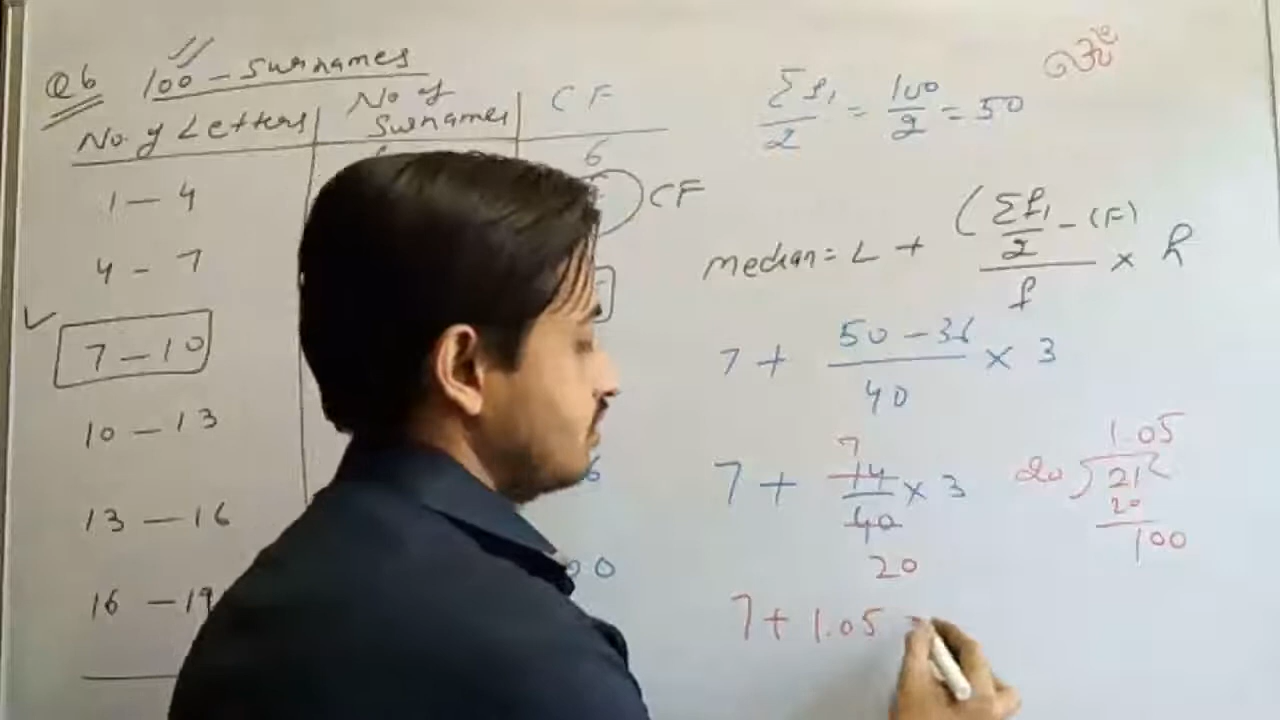 Q6 100 - Surnames
No. of Letters No of Surnames CF
1 - 4 6
4 - 7 CF
7 - 10
10 - 13
13 - 16 6
16 - 19 00
Σf₁/2 = 100/2 = 50
median = L + (Σf₁/2 - CF)/f × h
7 + 50 - 36/40 × 3
7 + 14/40 × 3
7
20
7 + 1.05
1.05
20 ) 21
20
100